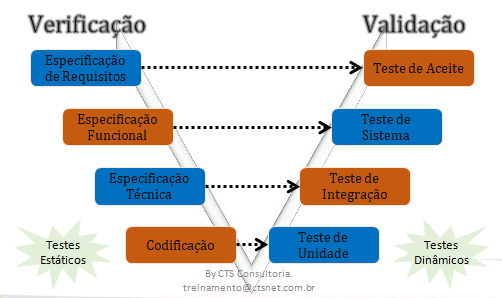 Verificação
Validação
Especificação
de Requisitos
Teste de Aceite
Especificação
Funcional
Teste de
Sistema
Especificação
Técnica
Teste de
Integração
Codificação
Teste de
Unidade
Testes
Estáticos
Testes
Dinâmicos
By CTS Consultoria.
treinamento@ctsnet.com.br